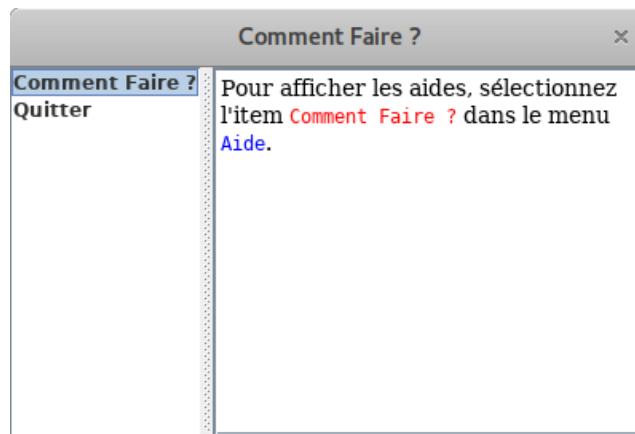 Comment Faire ?
Comment Faire ?
Quitter
Pour afficher les aides, sélectionnez
l'item Comment Faire ? dans le menu
Aide.